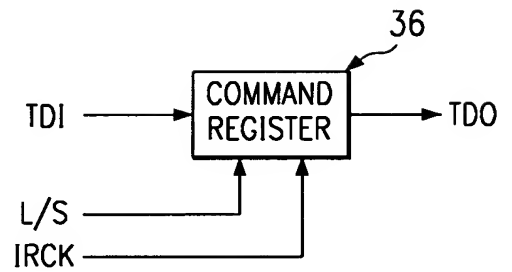 36
COMMAND
REGISTER
TDI
TDO
L/S
IRCK